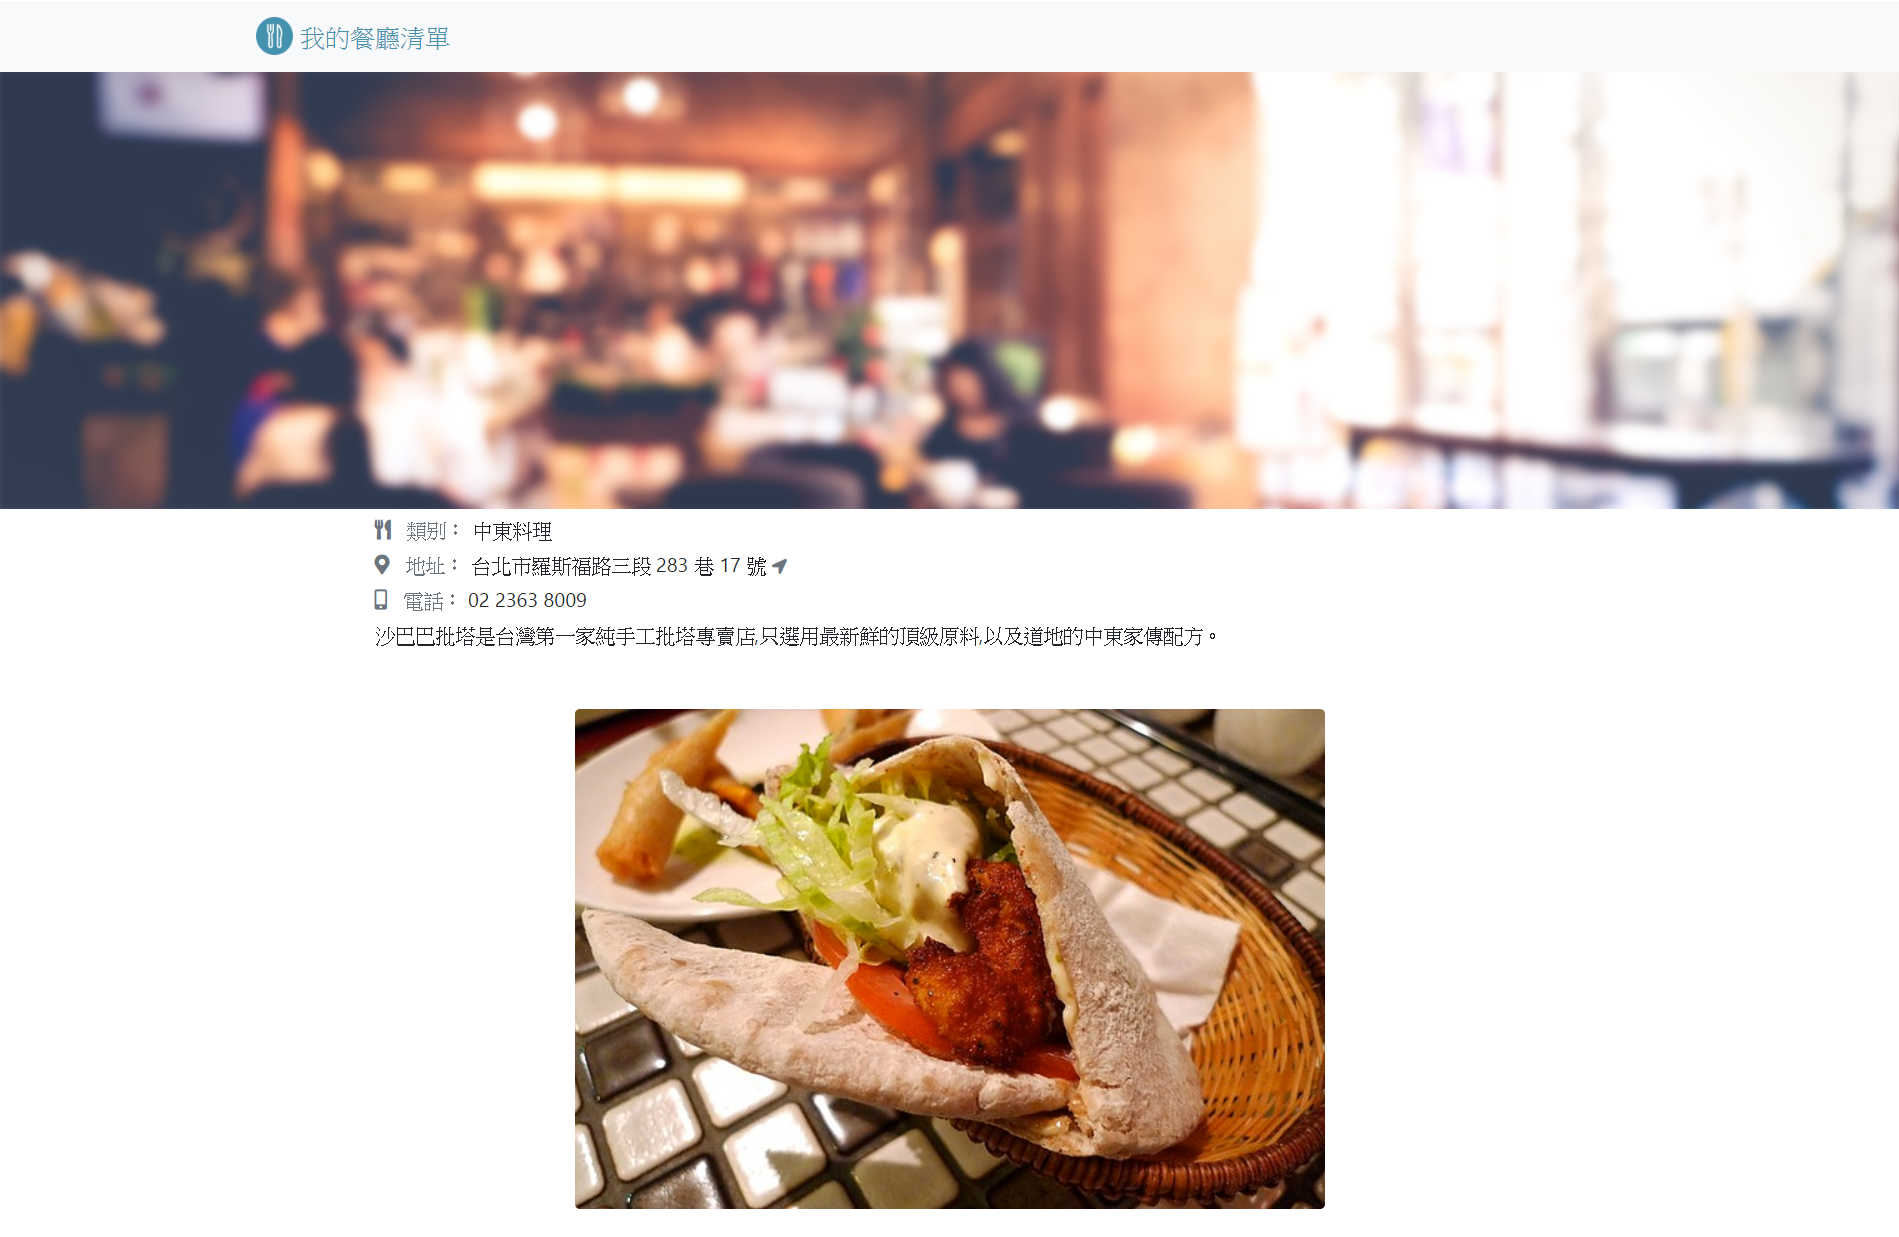 我的餐廳清單
類別： 中東料理
地址： 台北市羅斯福路三段 283 巷 17 號
電話： 02 2363 8009
沙巴巴批塔是台灣第一家純手工批塔專賣店,只選用最新鮮的頂級原料,以及道地的中東家傳配方。